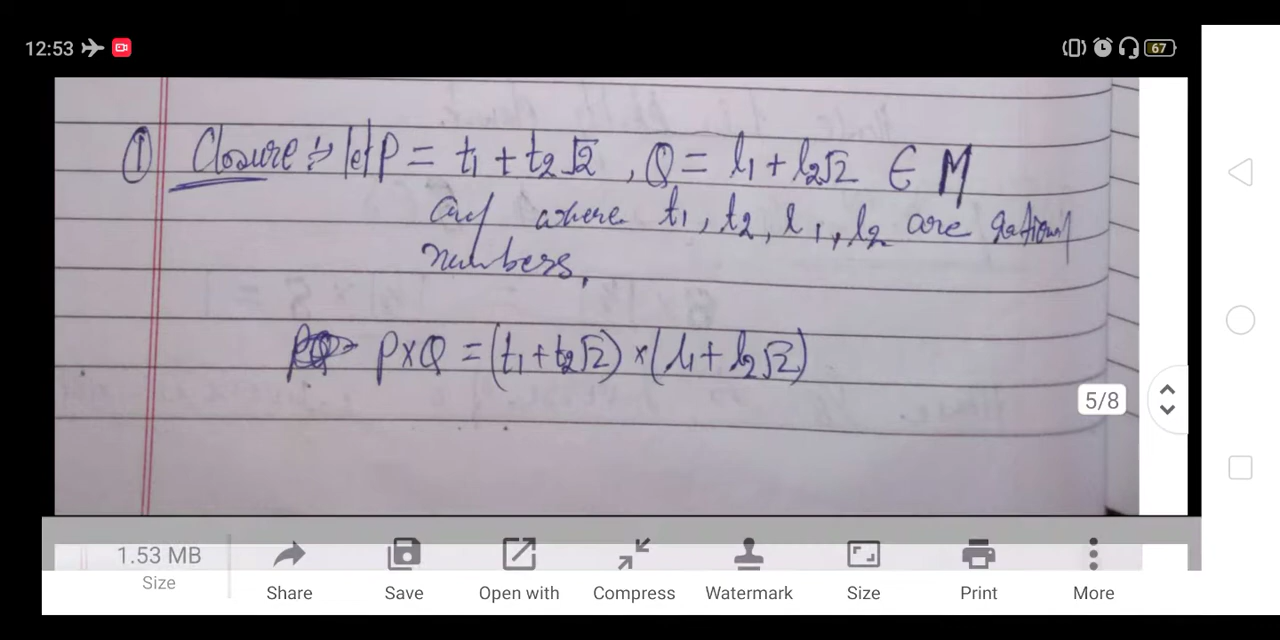 12:53
67
① Closure :→ let P = t₁ + t₂√2 , Q = l₁ + l₂√2 ∈ M
where t₁, t₂, l₁, l₂ are rational
numbers,
P×Q = (t₁ + t₂√2) × (l₁ + l₂√2)
5/8
1.53 MB
Size
Share
Save
Open with
Compress
Watermark
Size
Print
More